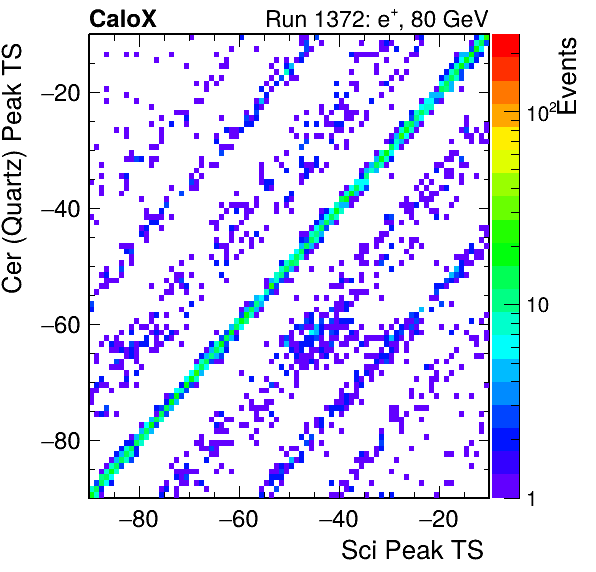 CaloX Run 1372: e+, 80 GeV
Cer (Quartz) Peak TS
−20
−40
−60
−80
−80 −60 −40 −20
Sci Peak TS
Events
10²
10
1